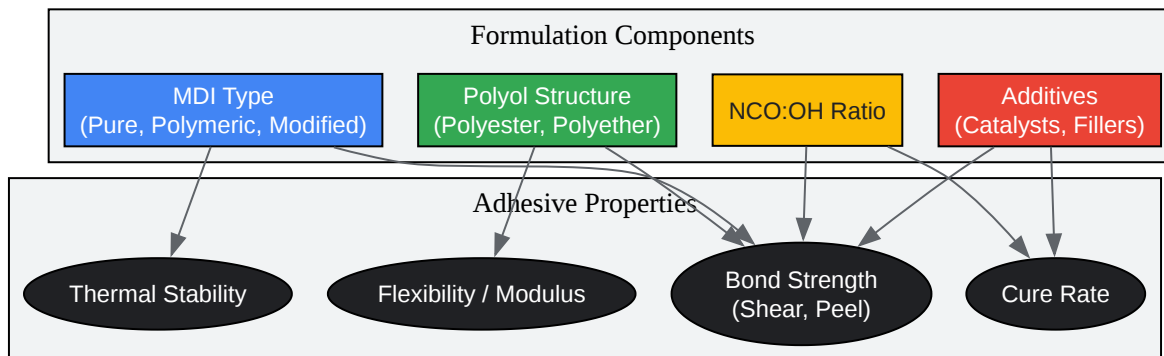 Formulation Components
MDI Type
(Pure, Polymeric, Modified)
Polyol Structure
(Polyester, Polyether)
NCO:OH Ratio
Additives
(Catalysts, Fillers)
Adhesive Properties
Thermal Stability
Flexibility / Modulus
Bond Strength
(Shear, Peel)
Cure Rate